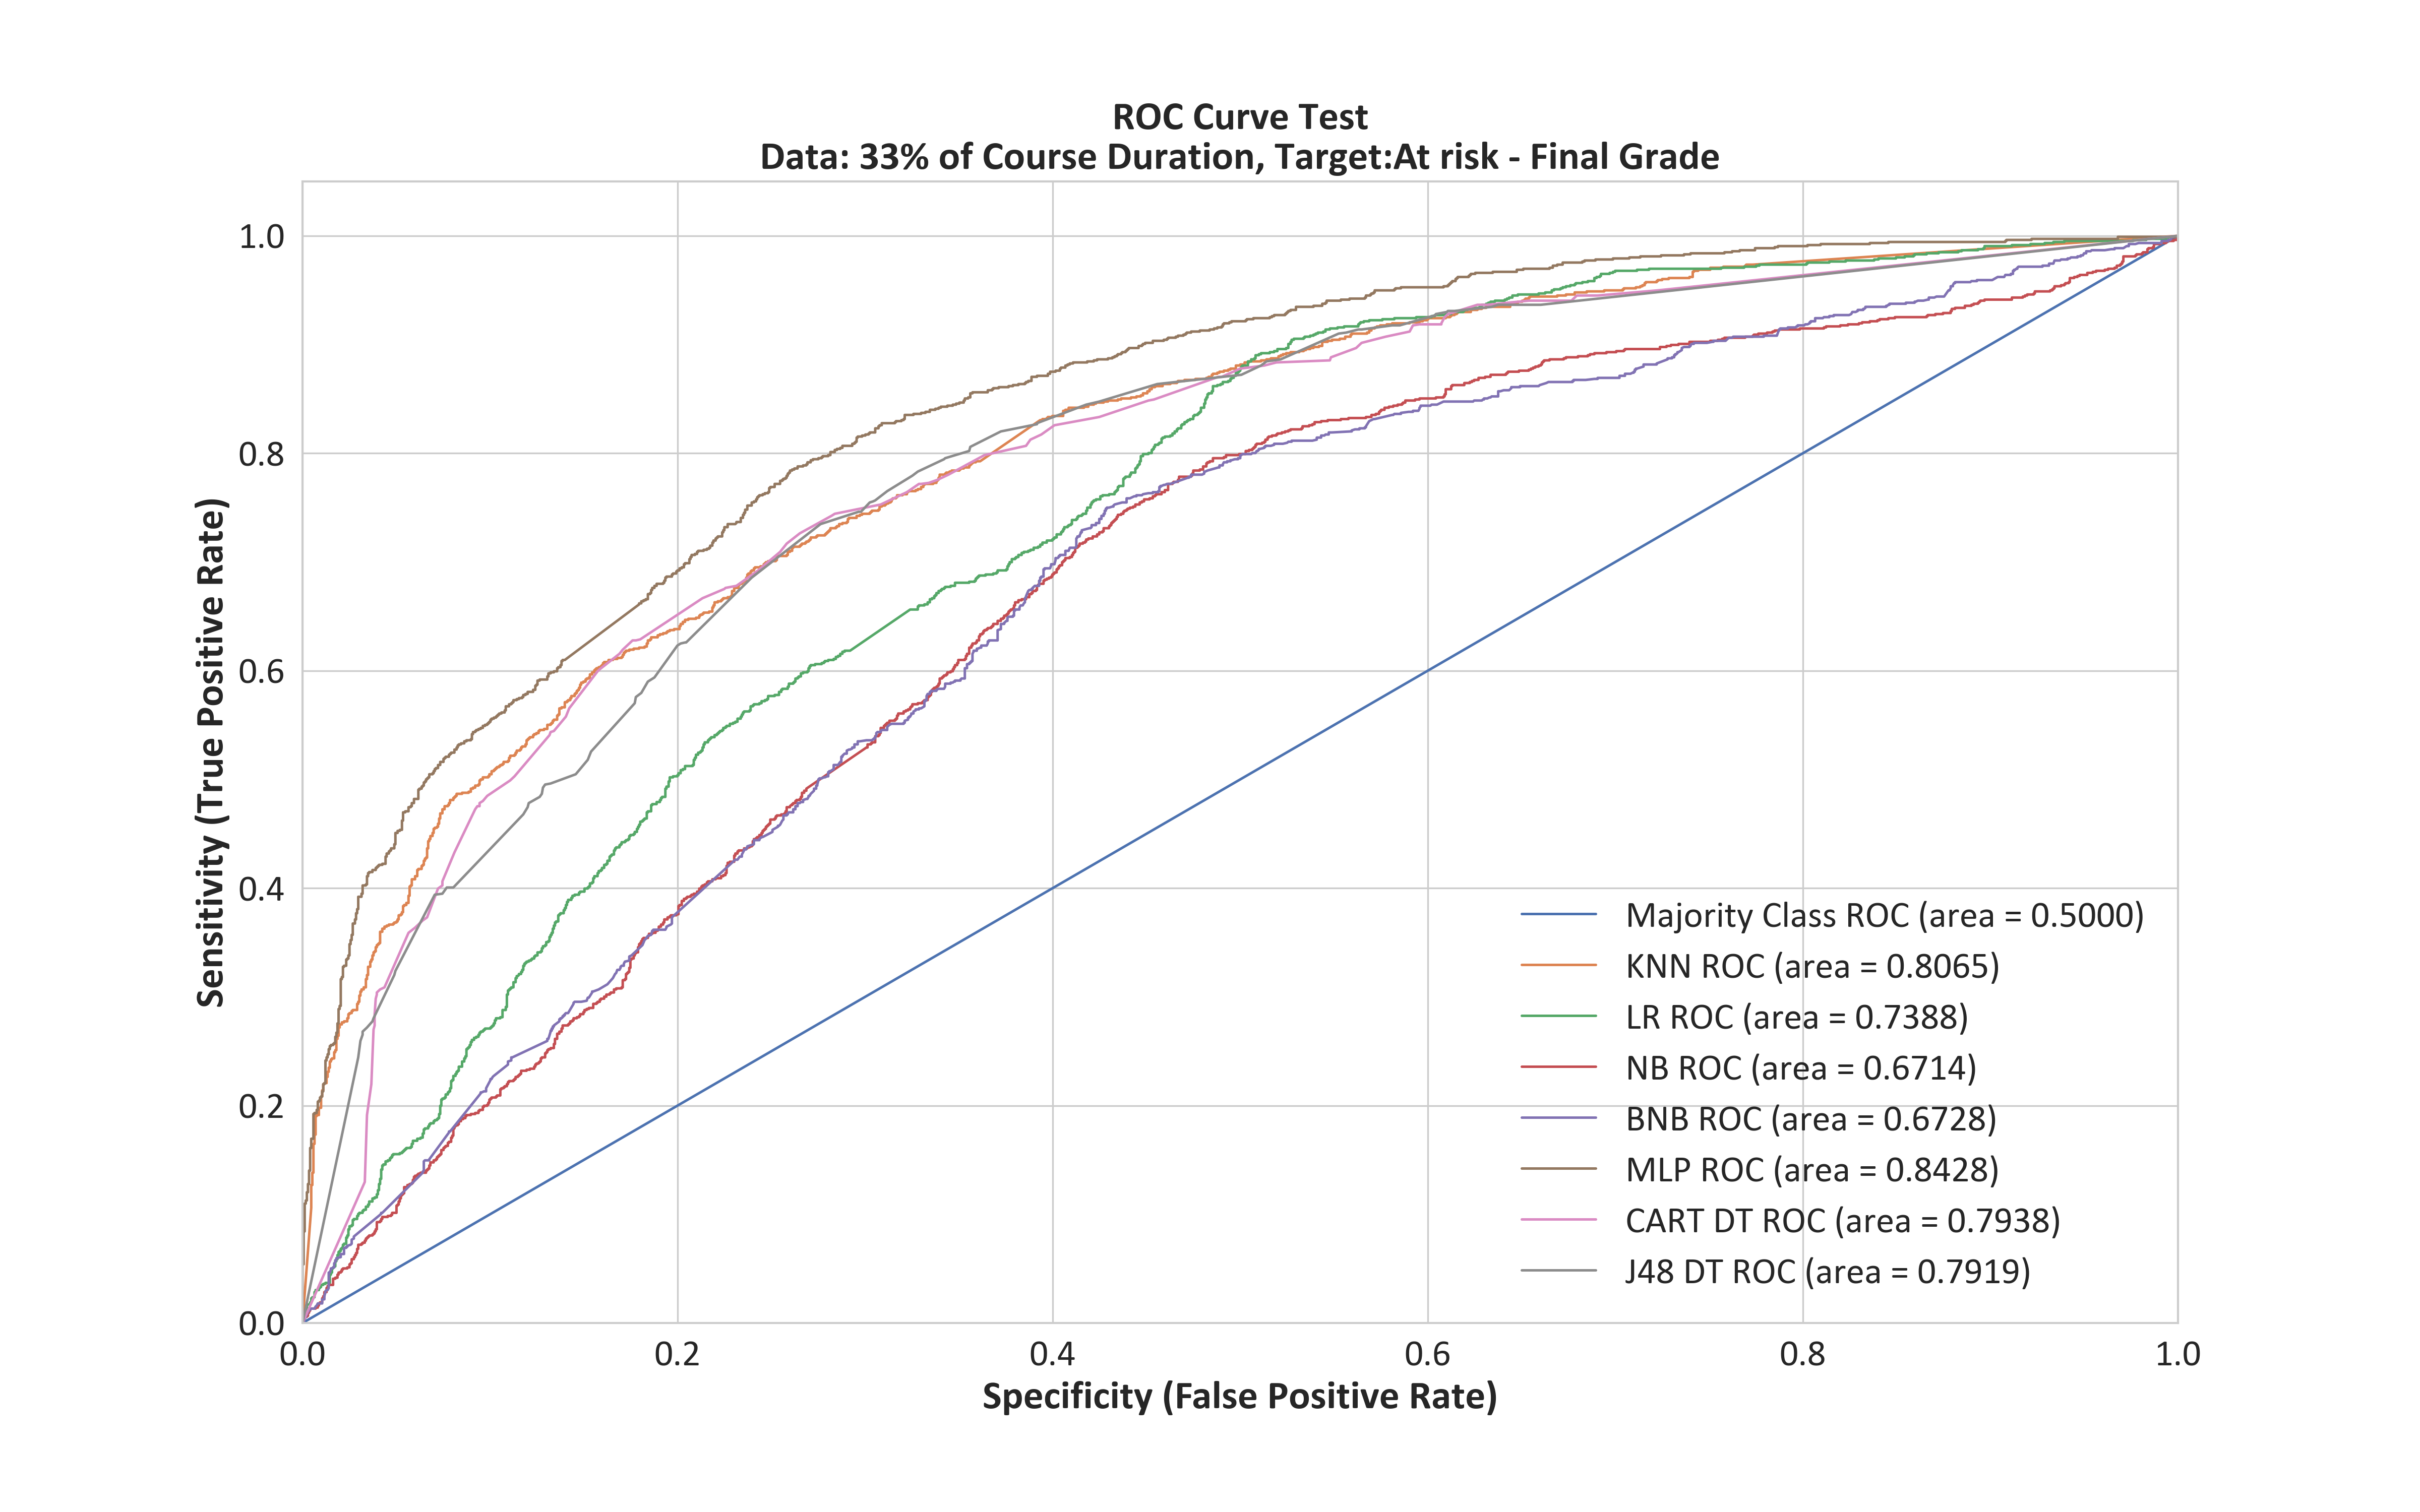 ROC Curve Test
Data: 33% of Course Duration, Target:At risk - Final Grade
Sensitivity (True Positive Rate)
1.0
0.8
0.6
0.4
0.2
0.0
Majority Class ROC (area = 0.5000)
KNN ROC (area = 0.8065)
LR ROC (area = 0.7388)
NB ROC (area = 0.6714)
BNB ROC (area = 0.6728)
MLP ROC (area = 0.8428)
CART DT ROC (area = 0.7938)
J48 DT ROC (area = 0.7919)
0.0 0.2 0.4 0.6 0.8 1.0
Specificity (False Positive Rate)